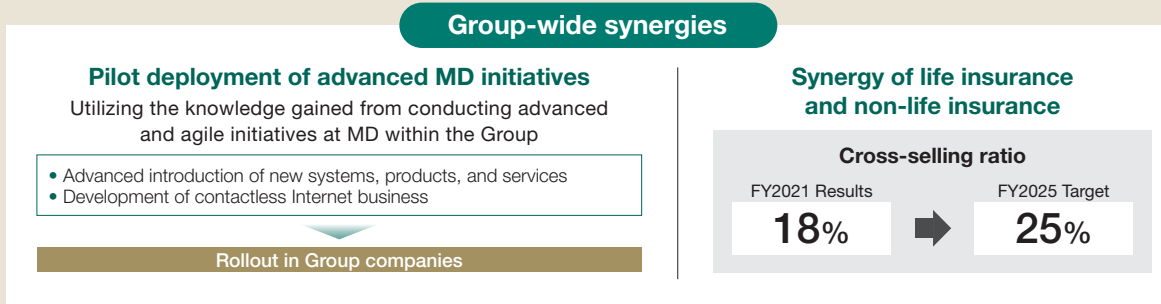 Group-wide synergies
Pilot deployment of advanced MD initiatives
Utilizing the knowledge gained from conducting advanced
and agile initiatives at MD within the Group
• Advanced introduction of new systems, products, and services
• Development of contactless Internet business
Rollout in Group companies
Synergy of life insurance
and non-life insurance
Cross-selling ratio
FY2021 Results
18%
FY2025 Target
25%